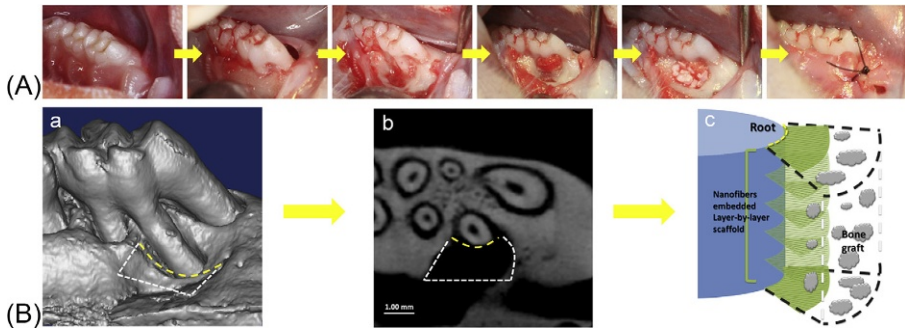 (A)
a
b
c
Root
Nanofibers
embedded
Layer-by-layer
scaffold
Bone
graft
1.00 mm
(B)